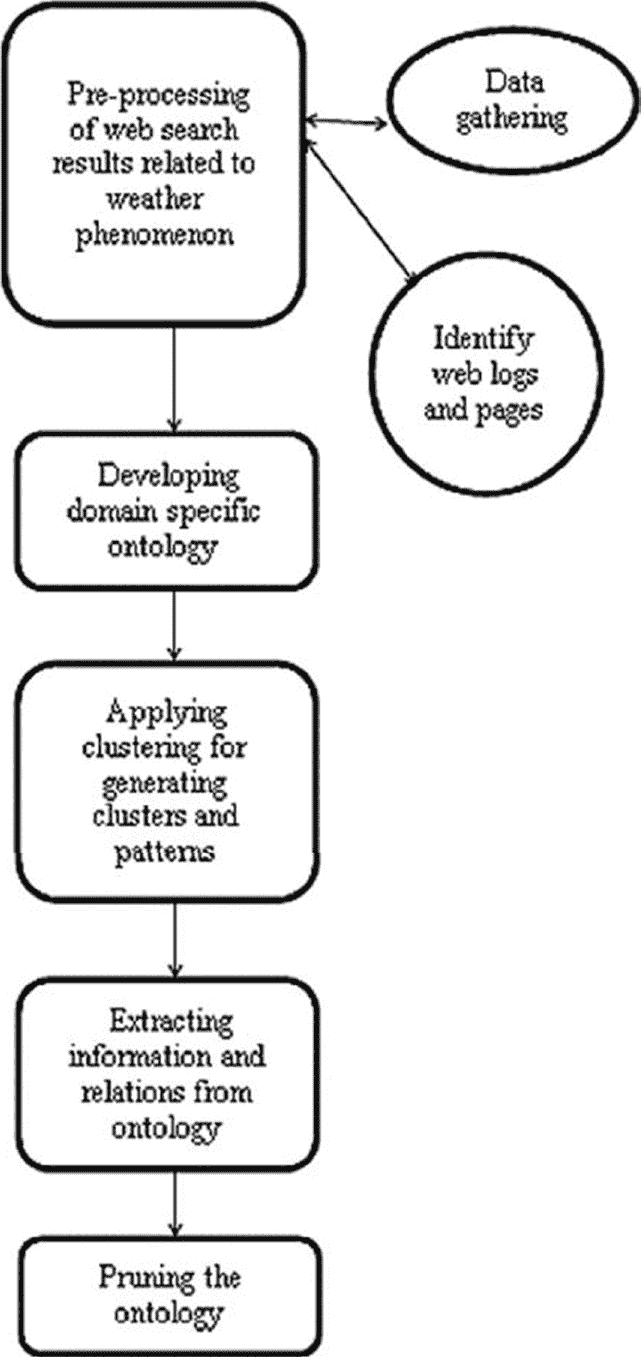 Pre-processing
of web search
results related to
weather
phenomenon
Data
gathering
Identify
web logs
and pages
Developing
domain specific
ontology
Applying
clustering for
generating
clusters and
patterns
Extracting
information and
relations from
ontology
Pruning the
ontology